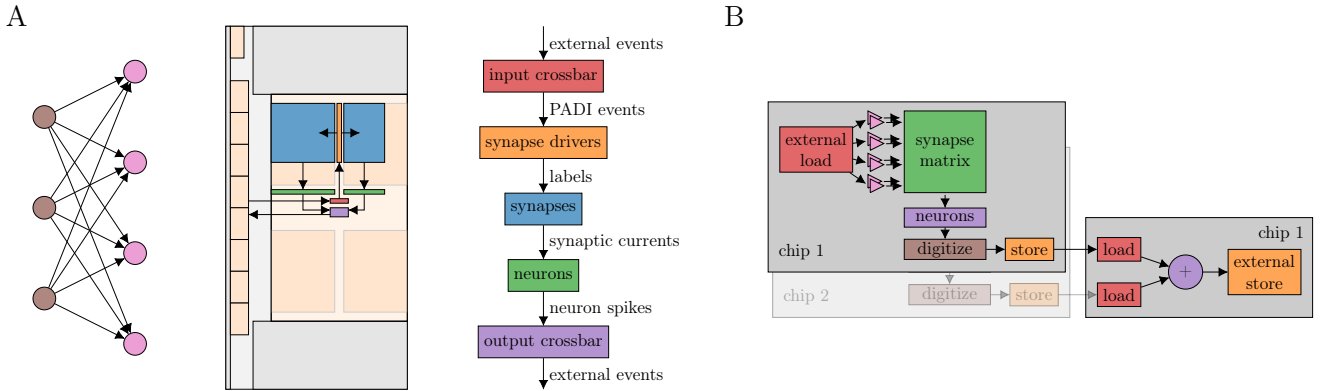 A
external events
input crossbar
PADI events
synapse drivers
labels
synapses
synaptic currents
neurons
neuron spikes
output crossbar
external events
B
external
load
synapse
matrix
neurons
digitize
store
chip 1
chip 2
digitize
store
chip 1
load
load
+
external
store